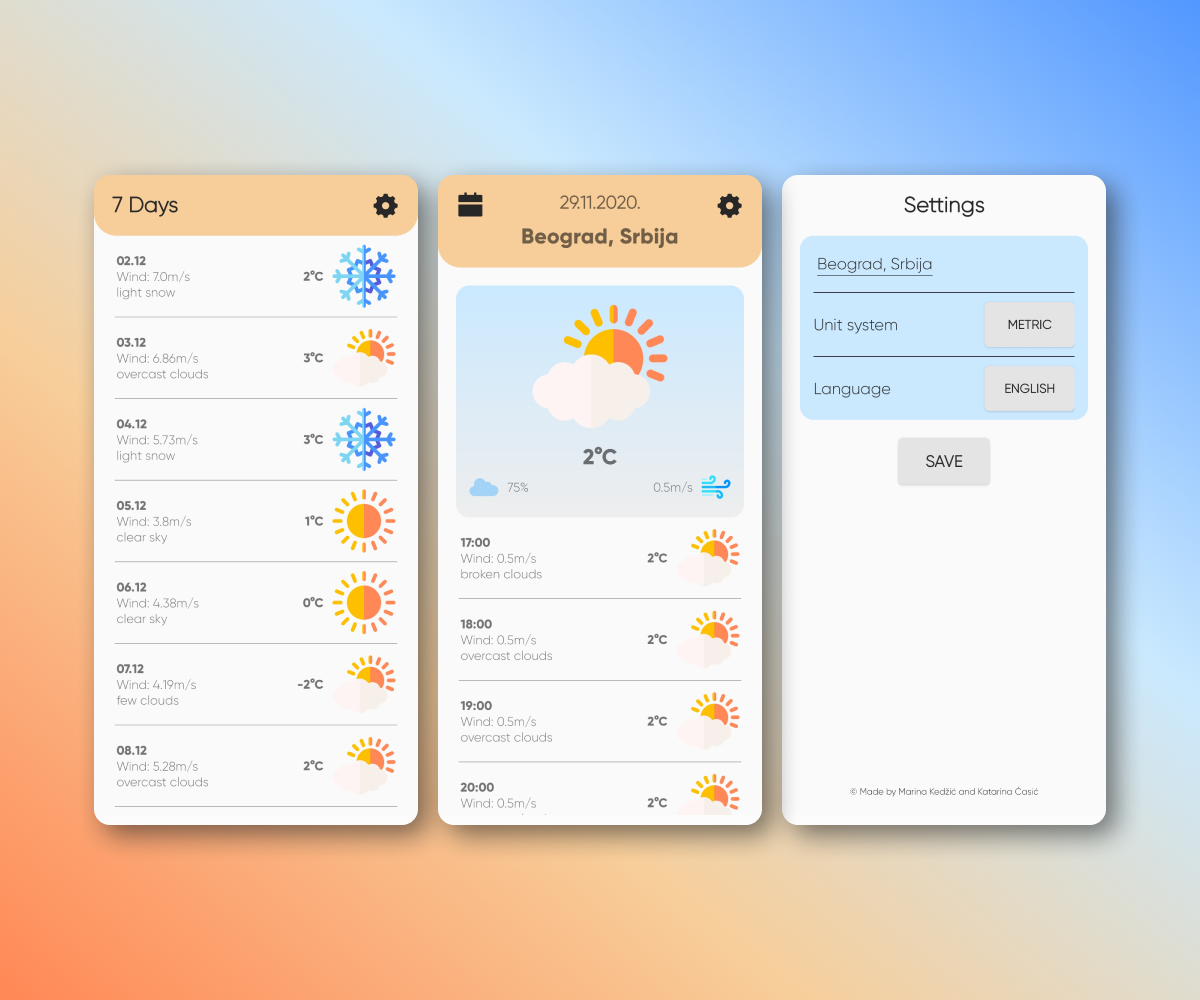 7 Days
02.12
Wind: 7.0m/s
light snow
2°C
03.12
Wind: 6.86m/s
overcast clouds
3°C
04.12
Wind: 5.73m/s
light snow
3°C
05.12
Wind: 3.8m/s
clear sky
1°C
06.12
Wind: 4.38m/s
clear sky
0°C
07.12
Wind: 4.19m/s
few clouds
-2°C
08.12
Wind: 5.28m/s
overcast clouds
2°C
29.11.2020.
Beograd, Srbija
2°C
75%
0.5m/s
17:00
Wind: 0.5m/s
broken clouds
2°C
18:00
Wind: 0.5m/s
overcast clouds
2°C
19:00
Wind: 0.5m/s
overcast clouds
2°C
20:00
Wind: 0.5m/s
2°C
Settings
Beograd, Srbija
Unit system
METRIC
Language
ENGLISH
SAVE
© Made by Marina Kedžić and Katarina Ćasić